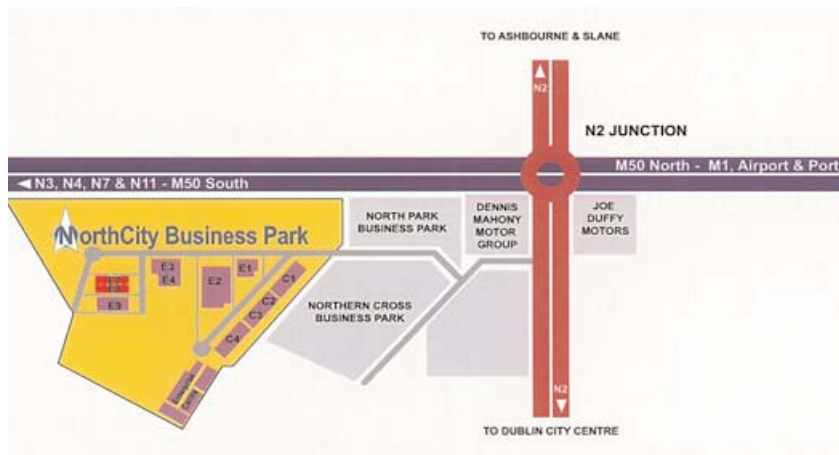 TO ASHBOURNE & SLANE
N2
N2 JUNCTION
M50 North - M1, Airport & Port
N3, N4, N7 & N11 - M50 South
NorthCity Business Park
NORTH PARK
BUSINESS PARK
DENNIS
MAHONY
MOTOR
GROUP
JOE
DUFFY
MOTORS
E3
E4
E2
E1
C1
C2
C3
C4
E9
NORTHERN CROSS
BUSINESS PARK
Enterprise
Centre
N2
TO DUBLIN CITY CENTRE